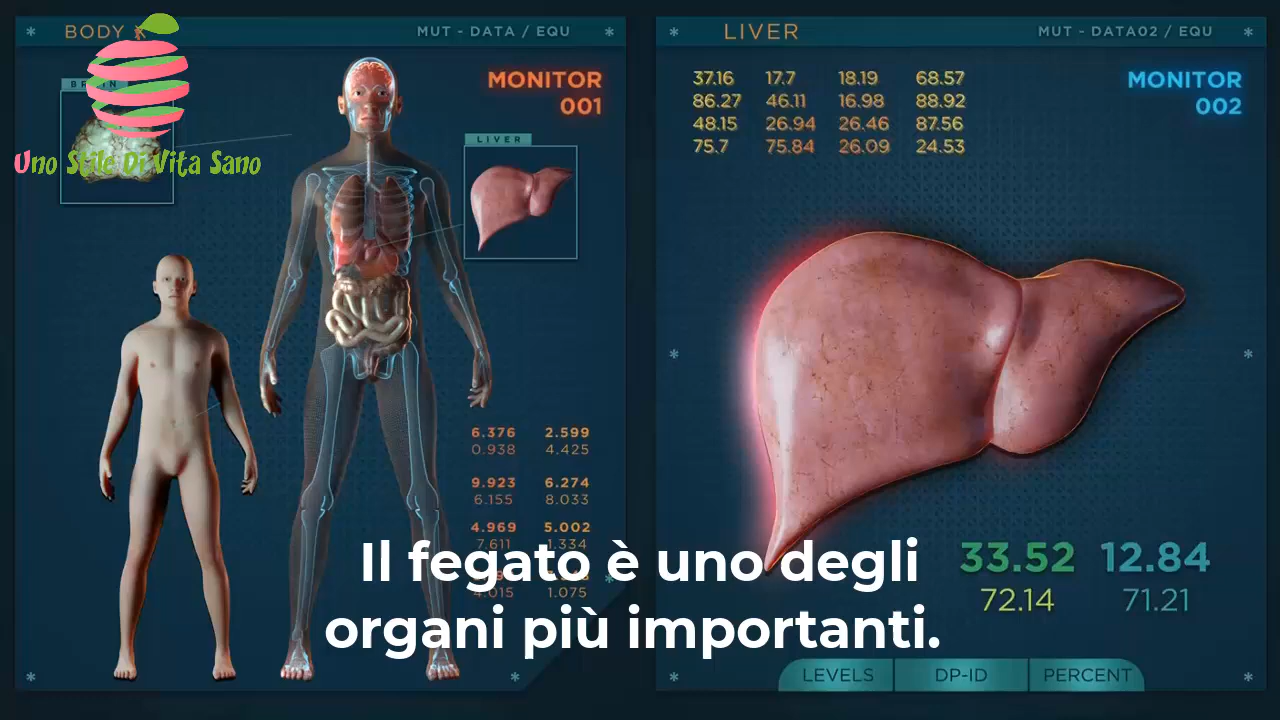 BODY X
MUT - DATA / EQU
Uno Stile Di Vita Sano
MONITOR
001
LIVER
6.376 2.599
0.938 4.425
9.923 6.274
6.155 8.033
4.969 5.002
7.611 1.334
4.015 1.075
LIVER
MUT - DATA02 / EQU
37.16 17.7 18.19 68.57
86.27 46.11 16.98 88.92
48.15 26.94 26.46 87.56
75.7 75.84 26.09 24.53
MONITOR
002
33.52 12.84
72.14 71.21
LEVELS DP-ID PERCENT
Il fegato è uno degli
organi più importanti.